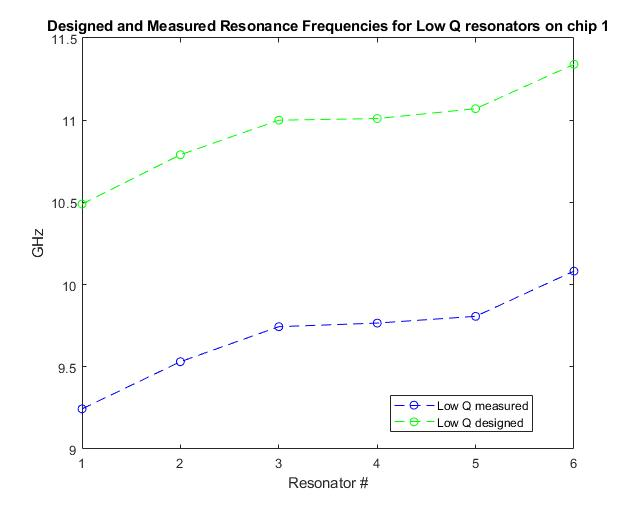 Designed and Measured Resonance Frequencies for Low Q resonators on chip 1
11.5
11
10.5
10
9.5
9
GHz
1 2 3 4 5 6
Resonator #
Low Q measured
Low Q designed